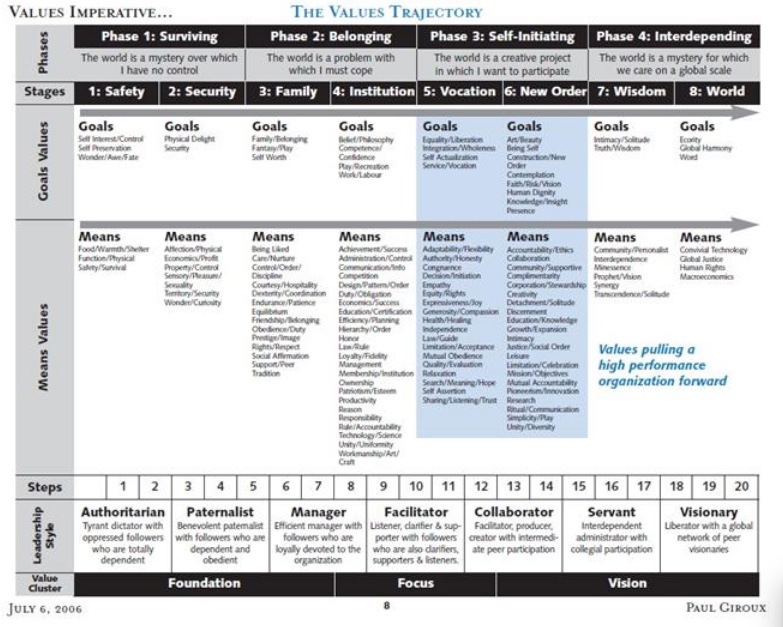 VALUES IMPERATIVE...
THE VALUES TRAJECTORY
Phases
Phase 1: Surviving
The world is a mystery over which
I have no control
Phase 2: Belonging
The world is a problem with
which I must cope
Phase 3: Self-Initiating
The world is a creative project
in which I want to participate
Phase 4: Interdepending
The world is a mystery for which
we care on a global scale
Stages
1: Safety
2: Security
3: Family
4: Institution
5: Vocation
6: New Order
7: Wisdom
8: World
Goals Values
Goals
Self Interest/Control
Self Preservation
Wonder/Awe/Fate
Goals
Physical Delight
Security
Goals
Family/Belonging
Fantasy/Play
Self Worth
Goals
Belief/Philosophy
Competence/
Confidence
Play/Recreation
Work/Labour
Goals
Equality/Liberation
Integration/Wholeness
Self Actualization
Service/Vocation
Goals
Art/Beauty
Being Self
Construction/New
Order
Contemplation
Faith/Risk/Vision
Human Dignity
Knowledge/Insight
Presence
Goals
Intimacy/Solitude
Truth/Wisdom
Goals
Ecority
Global Harmony
Word
Means Values
Means
Food/Warmth/Shelter
Function/Physical
Safety/Survival
Means
Affection/Physical
Economics/Profit
Property/Control
Sensory/Pleasure/
Sexuality
Territory/Security
Wonder/Curiosity
Means
Being Liked
Care/Nurture
Control/Order/
Discipline
Courtesy/Hospitality
Dexterity/Coordination
Endurance/Patience
Equilibrium
Friendship/Belonging
Obedience/Duty
Prestige/Image
Rights/Respect
Social Affirmation
Support/Peer
Tradition
Means
Achievement/Success
Administration/Control
Communication/Info
Competition
Design/Pattern/Order
Duty/Obligation
Economics/Success
Education/Certification
Efficiency/Planning
Hierarchy/Order
Honor
Law/Rule
Loyalty/Fidelity
Management
Membership/Institution
Ownership
Patriotism/Esteem
Productivity
Reason
Responsibility
Rule/Accountability
Technology/Science
Unity/Uniformity
Workmanship/Art/
Craft
Means
Adaptability/Flexibility
Authority/Honesty
Congruence
Decision/Initiation
Empathy
Equity/Rights
Expressiveness/Joy
Generosity/Compassion
Health/Healing
Independence
Law/Guide
Limitation/Acceptance
Mutual Obedience
Quality/Evaluation
Relaxation
Search/Meaning/Hope
Self Assertion
Sharing/Listening/Trust
Means
Accountability/Ethics
Collaboration
Community/Supportive
Complimentarity
Corporation/Stewardship
Creativity
Detachment/Solitude
Discernment
Education/Knowledge
Growth/Expansion
Intimacy
Justice/Social Order
Leisure
Limitation/Celebration
Mission/Objectives
Mutual Accountability
Pioneerism/Innovation
Research
Ritual/Communication
Simplicity/Play
Unity/Diversity
Means
Community/Personalist
Interdependence
Minessence
Prophet/Vision
Synergy
Transcendence/Solitude
Means
Convivial Technology
Global Justice
Human Rights
Macroeconomics
Values pulling a
high performance
organization forward
Steps
1 2 3 4 5 6 7 8 9 10 11 12 13 14 15 16 17 18 19 20
Leadership
Style
Authoritarian
Tyrant dictator with
oppressed followers
who are totally
dependent
Paternalist
Benevolent paternalist
with followers who are
dependent and
obedient
Manager
Efficient manager with
followers who are
loyally devoted to the
organization
Facilitator
Listener, clarifier & sup-
porter with followers
who are also clarifiers,
supporters & listeners.
Collaborator
Facilitator, producer,
creator with intermedi-
ate peer participation
Servant
Interdependent
administrator with
collegial participation
Visionary
Liberator with a global
network of peer
visionaries
Value
Cluster
Foundation
Focus
Vision
JULY 6, 2006
8
PAUL GIROUX